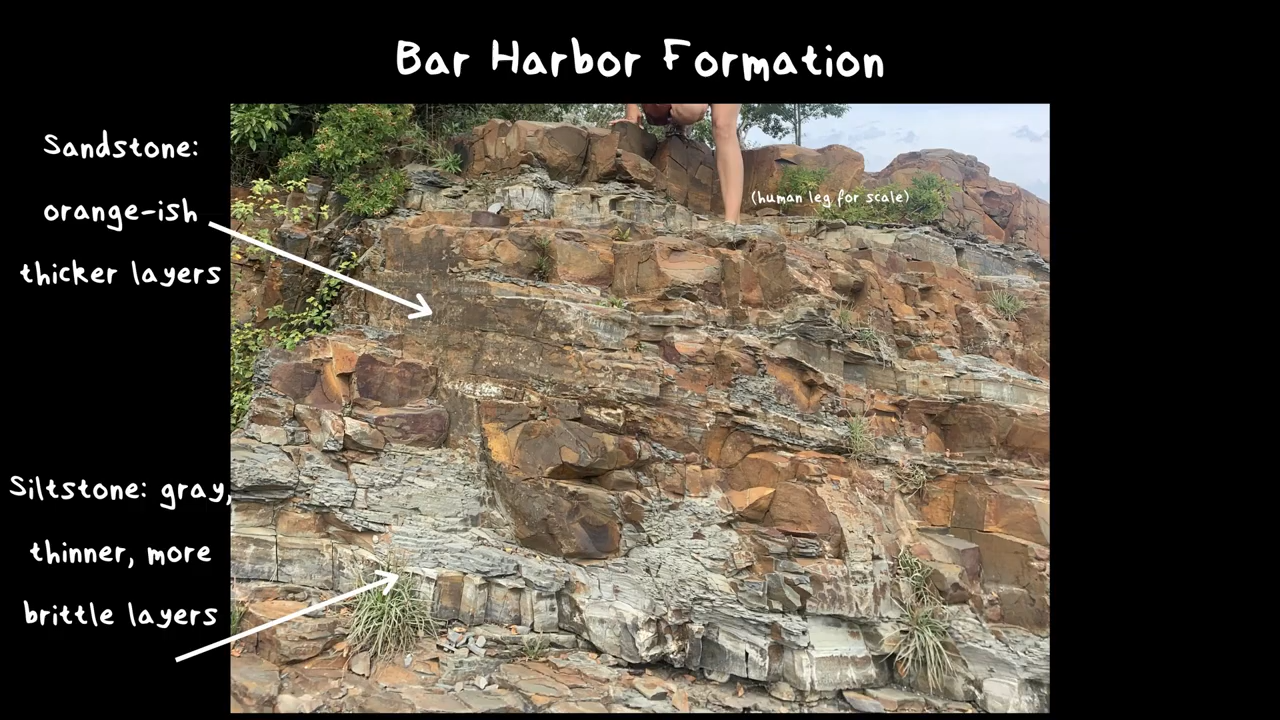 Bar Harbor Formation
Sandstone:
orange-ish
thicker layers
(human leg for scale)
Siltstone: gray,
thinner, more
brittle layers